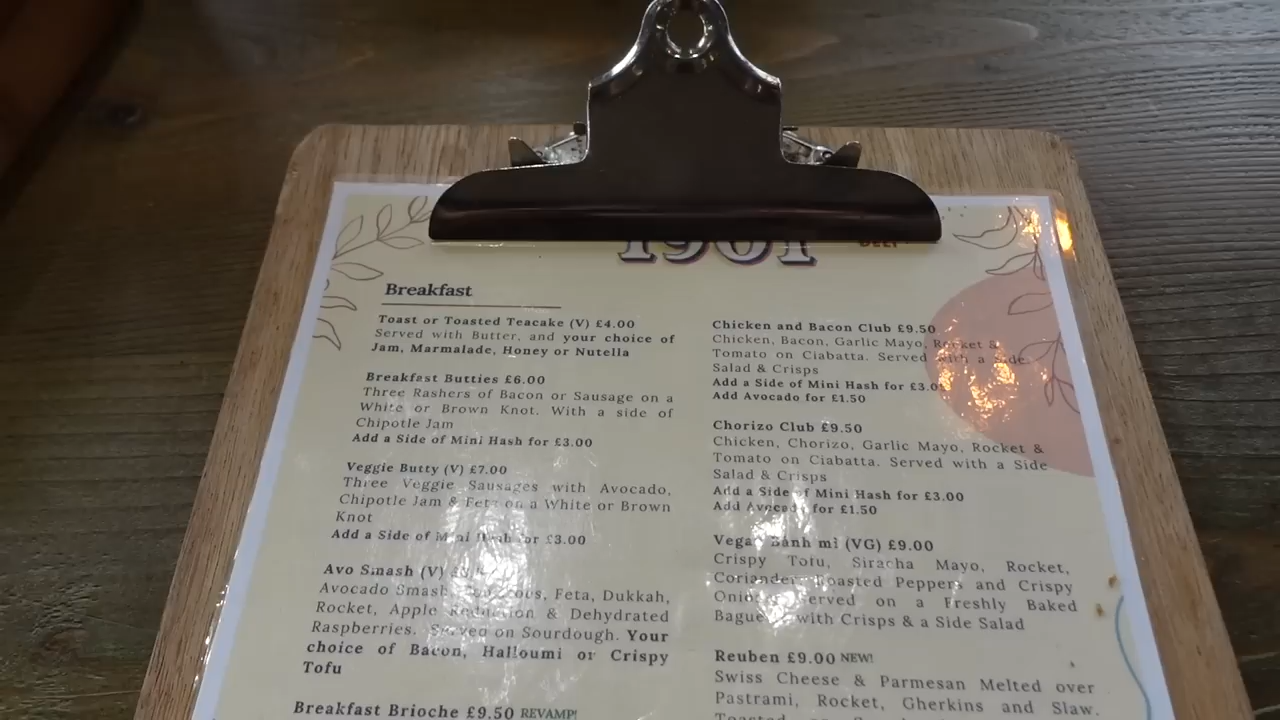 1901
Breakfast
Toast or Toasted Teacake (V) £4.00
Served with Butter, and your choice of
Jam, Marmalade, Honey or Nutella
Breakfast Butties £6.00
Three Rashers of Bacon or Sausage on a
White or Brown Knot. With a side of
Chipotle Jam
Add a Side of Mini Hash for £3.00
Veggie Butty (V) £7.00
Three Veggie Sausages with Avocado,
Chipotle Jam & Feta on a White or Brown
Knot
Add a Side of Mini Hash for £3.00
Avo Smash (V)
Avocado Smash, Feta, Dukkah,
Rocket, Apple Reduction & Dehydrated
Raspberries. Served on Sourdough. Your
choice of Bacon, Halloumi or Crispy
Tofu
Breakfast Brioche £9.50 REVAMP!
Chicken and Bacon Club £9.50
Chicken, Bacon, Garlic Mayo, Rocket &
Tomato on Ciabatta. Served with a Side
Salad & Crisps
Add a Side of Mini Hash for £3.00
Add Avocado for £1.50
Chorizo Club £9.50
Chicken, Chorizo, Garlic Mayo, Rocket &
Tomato on Ciabatta. Served with a Side
Salad & Crisps
Add a Side of Mini Hash for £3.00
Add Avocado for £1.50
Vegan Banh mi (VG) £9.00
Crispy Tofu, Siracha Mayo, Rocket,
Coriander, Roasted Peppers and Crispy
Onions Served on a Freshly Baked
Baguette with Crisps & a Side Salad
Reuben £9.00 NEW!
Swiss Cheese & Parmesan Melted over
Pastrami, Rocket, Gherkins and Slaw.
Toasted